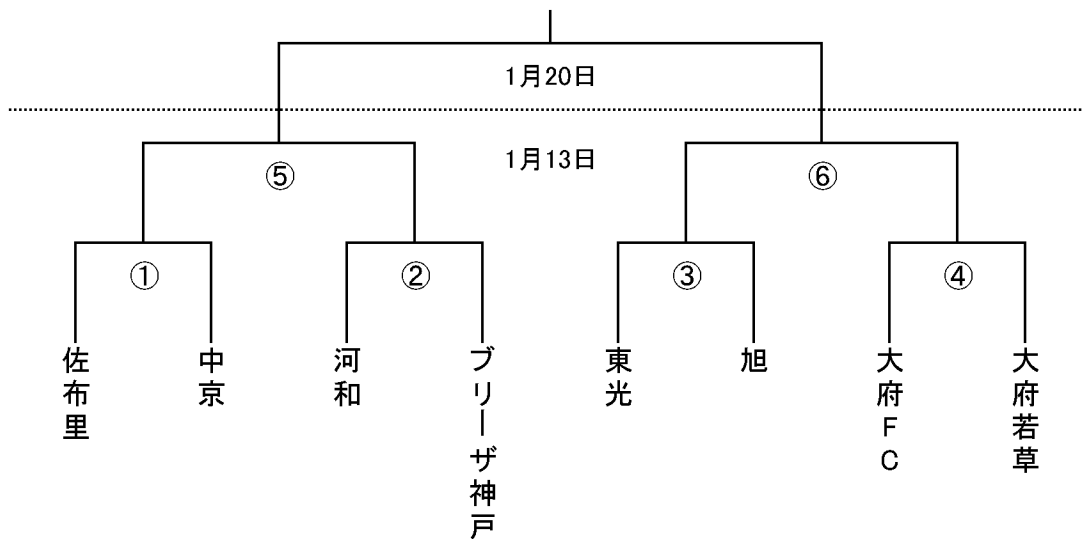 1月20日
1月13日
⑤
⑥
①
②
③
④
佐布里
中京
河和
ブリーザ神戸
東光
旭
大府FC
大府若草